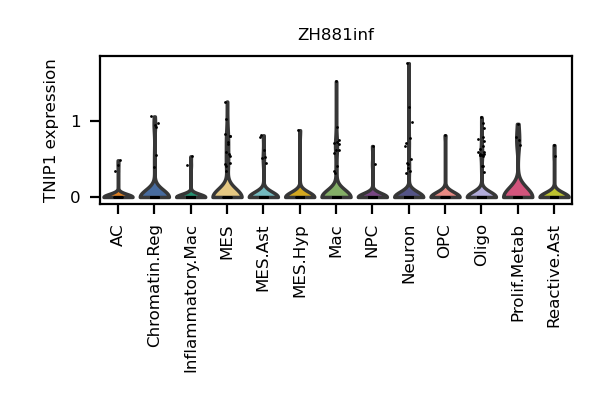 ZH881inf
TNIP1 expression
1
0
AC
Chromatin.Reg
Inflammatory.Mac
MES
MES.Ast
MES.Hyp
Mac
NPC
Neuron
OPC
Oligo
Prolif.Metab
Reactive.Ast